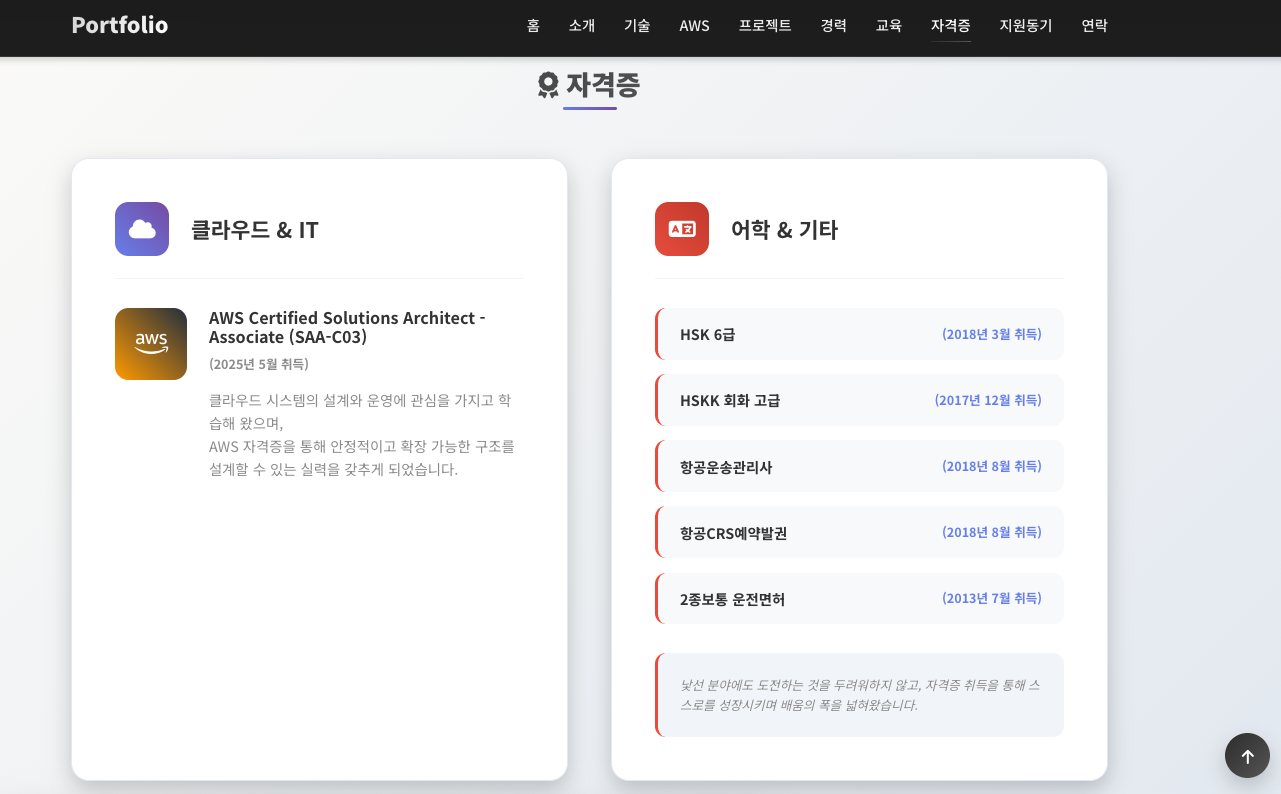 Portfolio
홈 소개 기술 AWS 프로젝트 경력 교육 자격증 지원동기 연락
자격증
클라우드 & IT
aws
AWS Certified Solutions Architect -
Associate (SAA-C03)
(2025년 5월 취득)
클라우드 시스템의 설계와 운영에 관심을 가지고 학
습해 왔으며,
AWS 자격증을 통해 안정적이고 확장 가능한 구조를
설계할 수 있는 실력을 갖추게 되었습니다.
어학 & 기타
HSK 6급 (2018년 3월 취득)
HSKK 회화 고급 (2017년 12월 취득)
항공운송관리사 (2018년 8월 취득)
항공CRS예약발권 (2018년 8월 취득)
2종보통 운전면허 (2013년 7월 취득)
낯선 분야에도 도전하는 것을 두려워하지 않고, 자격증 취득을 통해 스
스로를 성장시키며 배움의 폭을 넓혀왔습니다.